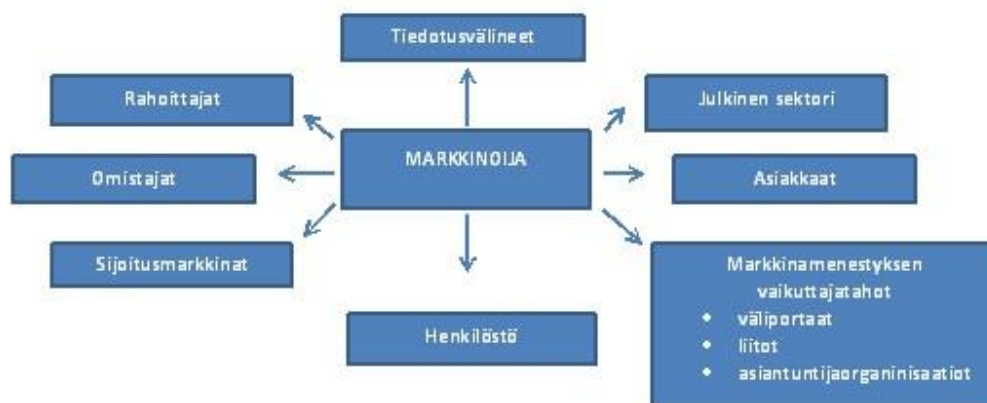 Tiedotusvälineet
Rahoittajat
Julkinen sektori
MARKKINOIJA
Omistajat
Asiakkaat
Sijoitusmarkkinat
Markkinamenestyksen
vaikuttajatahot
• väliportaat
• liitot
• asiantuntijaorganinisaatiot
Henkilöstö